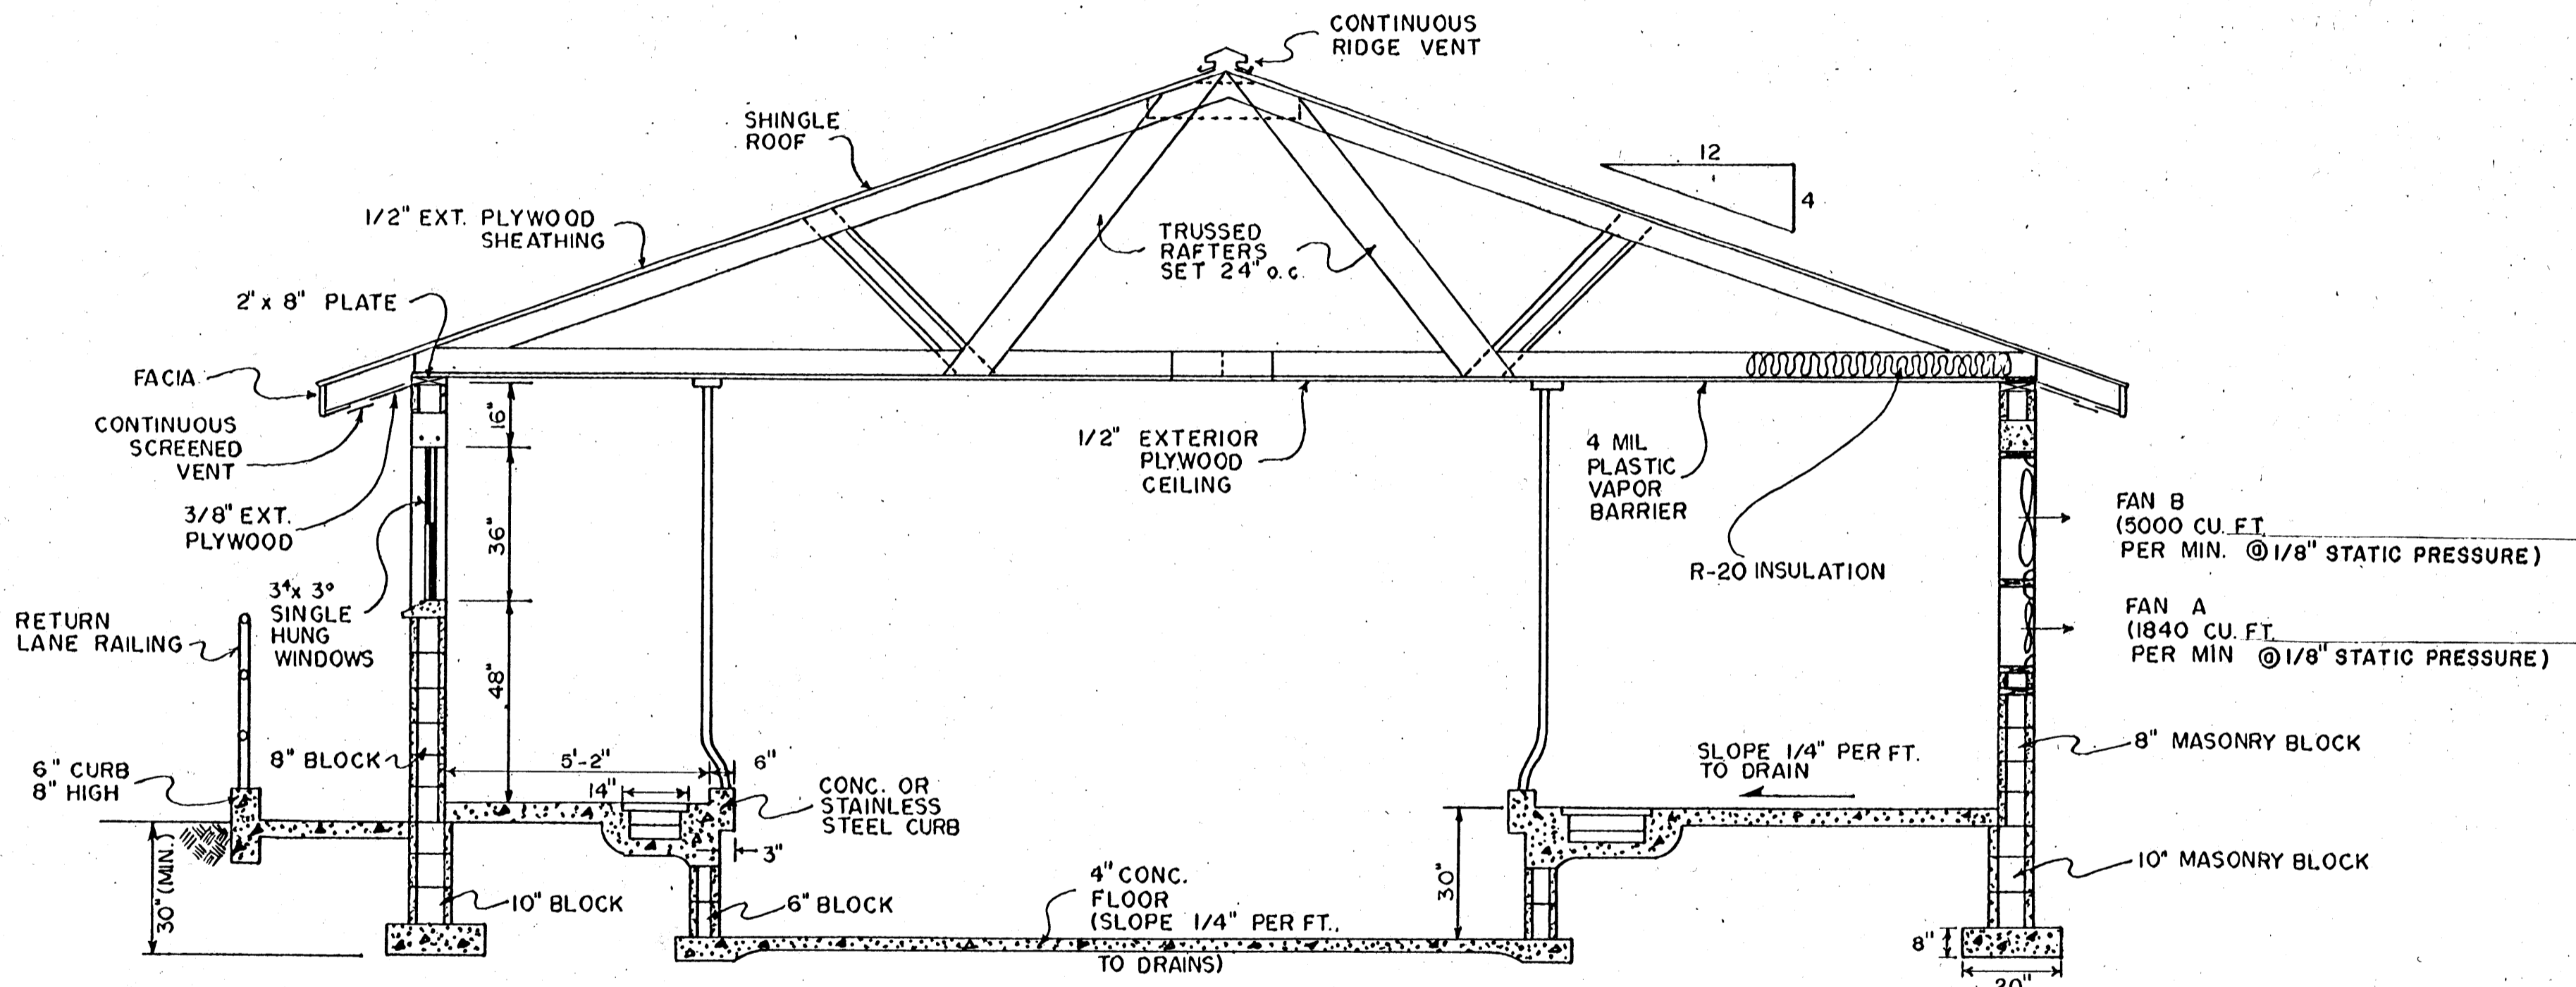 CONTINUOUS
RIDGE VENT
SHINGLE
ROOF
12
4
1/2" EXT. PLYWOOD
SHEATHING
TRUSSED
RAFTERS
SET 24" o.c.
2" x 8" PLATE
FACIA
CONTINUOUS
SCREENED
VENT
3/8" EXT.
PLYWOOD
3⁴x 3⁰
SINGLE
HUNG
WINDOWS
RETURN
LANE RAILING
6" CURB
8" HIGH
16"
36"
48"
1/2" EXTERIOR
PLYWOOD
CEILING
4 MIL
PLASTIC
VAPOR
BARRIER
R-20 INSULATION
FAN B
(5000 CU. FT.
PER MIN. @ 1/8" STATIC PRESSURE)
FAN A
(1840 CU. FT.
PER MIN @ 1/8" STATIC PRESSURE)
8" BLOCK
5'-2"
6"
14"
CONC. OR
STAINLESS
STEEL CURB
3"
SLOPE 1/4" PER FT.
TO DRAIN
8" MASONRY BLOCK
10" MASONRY BLOCK
30" (MIN.)
10" BLOCK
6" BLOCK
4" CONC.
FLOOR
(SLOPE 1/4" PER FT.,
TO DRAINS)
30"
8"